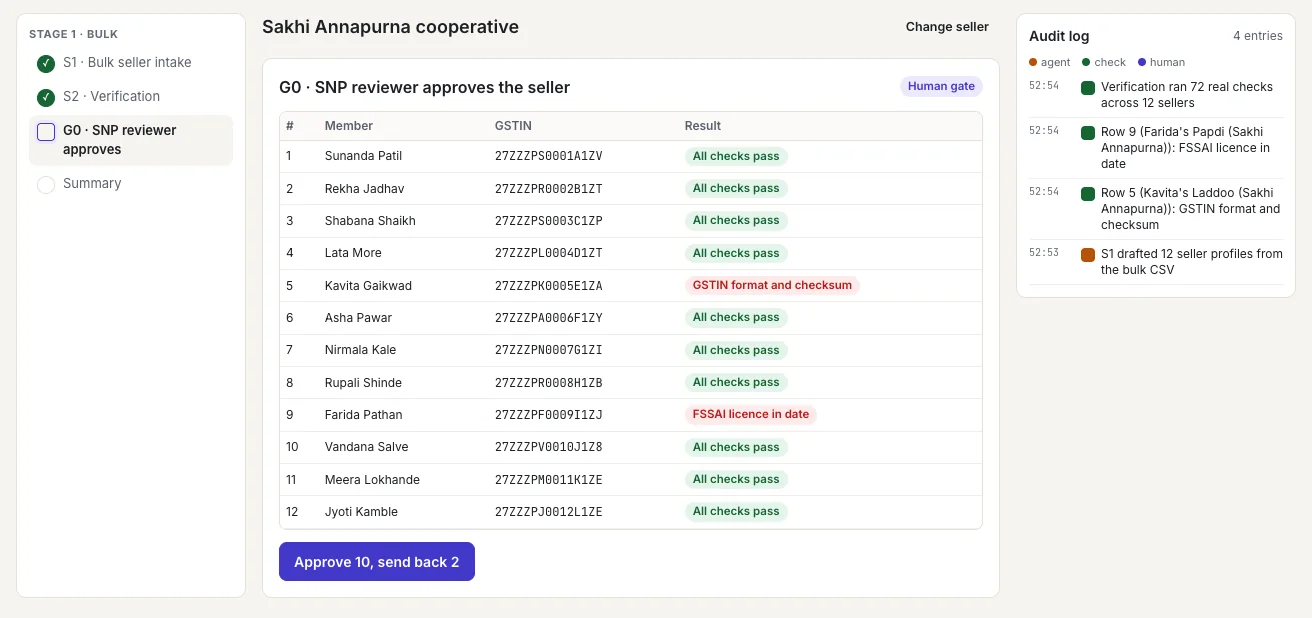 STAGE 1 · BULK
✓ S1 · Bulk seller intake
✓ S2 · Verification
G0 · SNP reviewer
approves
Summary
Sakhi Annapurna cooperative
Change seller
G0 · SNP reviewer approves the seller
Human gate
# Member GSTIN Result
1 Sunanda Patil 27ZZZPS0001A1ZV All checks pass
2 Rekha Jadhav 27ZZZPR0002B1ZT All checks pass
3 Shabana Shaikh 27ZZZPS0003C1ZP All checks pass
4 Lata More 27ZZZPL0004D1ZT All checks pass
5 Kavita Gaikwad 27ZZZPK0005E1ZA GSTIN format and checksum
6 Asha Pawar 27ZZZPA0006F1ZY All checks pass
7 Nirmala Kale 27ZZZPN0007G1ZI All checks pass
8 Rupali Shinde 27ZZZPR0008H1ZB All checks pass
9 Farida Pathan 27ZZZPF0009I1ZJ FSSAI licence in date
10 Vandana Salve 27ZZZPV0010J1Z8 All checks pass
11 Meera Lokhande 27ZZZPM0011K1ZE All checks pass
12 Jyoti Kamble 27ZZZPJ0012L1ZE All checks pass
Approve 10, send back 2
Audit log
4 entries
agent check human
52:54 Verification ran 72 real checks
across 12 sellers
52:54 Row 9 (Farida's Papdi (Sakhi
Annapurna)): FSSAI licence in
date
52:54 Row 5 (Kavita's Laddoo (Sakhi
Annapurna)): GSTIN format and
checksum
52:53 S1 drafted 12 seller profiles from
the bulk CSV